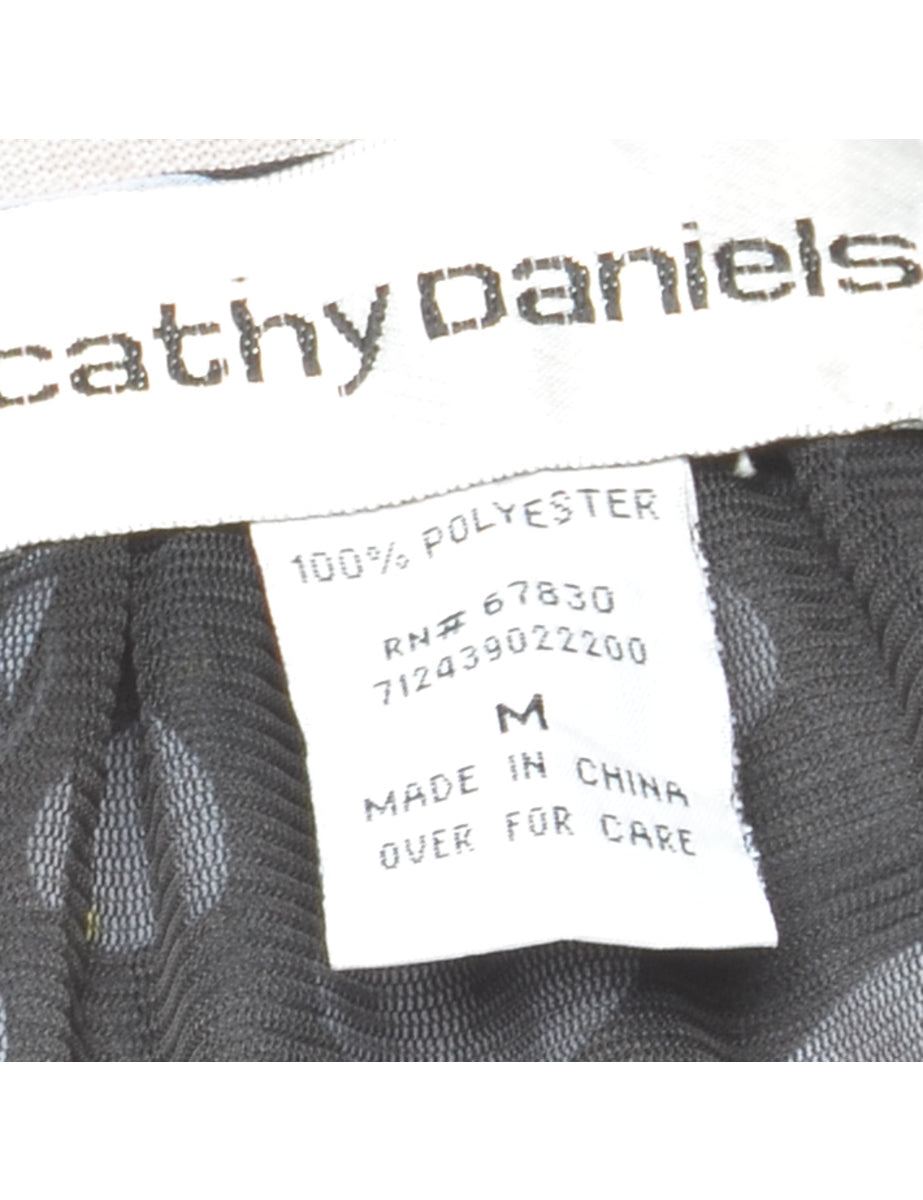 cathy Daniels
100% POLYESTER
RN# 67830
712439022200
M
MADE IN CHINA
OVER FOR CARE